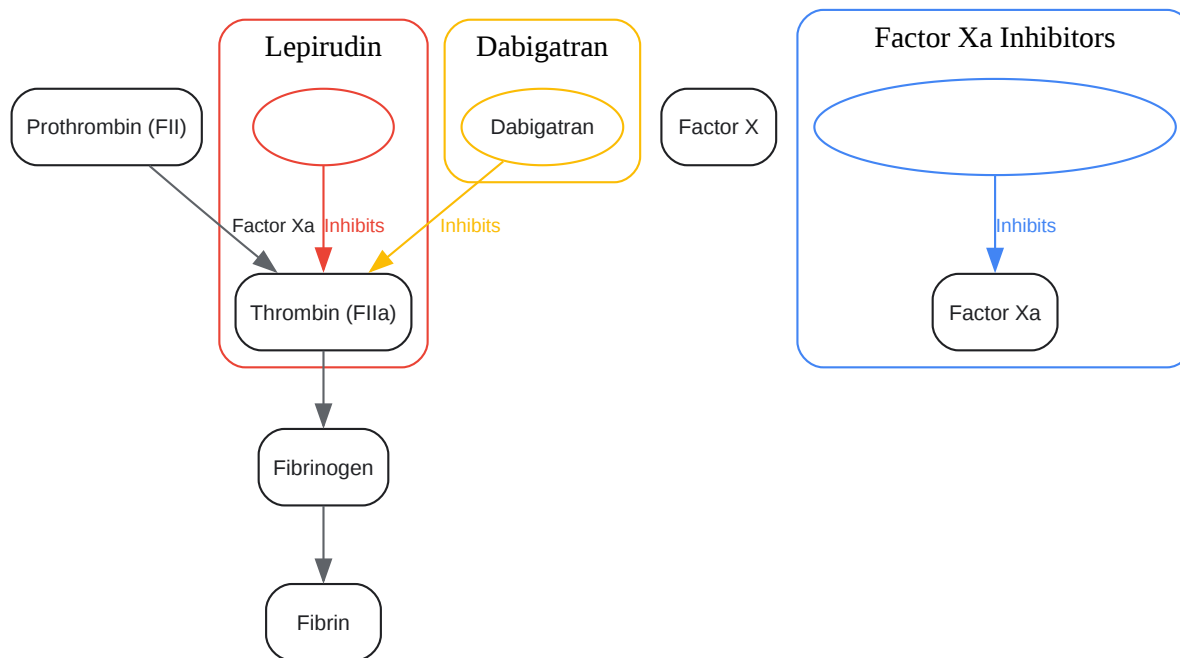 Lepirudin
Dabigatran
Factor Xa Inhibitors
Prothrombin (FII)
Dabigatran
Factor X
Factor Xa
Inhibits
Inhibits
Inhibits
Thrombin (FIIa)
Factor Xa
Fibrinogen
Fibrin